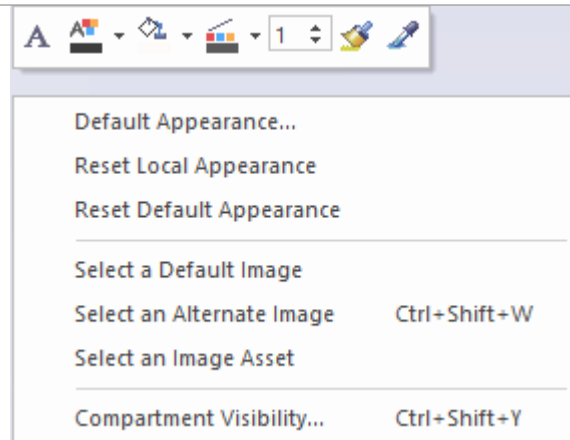 A A 1
Default Appearance...
Reset Local Appearance
Reset Default Appearance
Select a Default Image
Select an Alternate Image Ctrl+Shift+W
Select an Image Asset
Compartment Visibility... Ctrl+Shift+Y